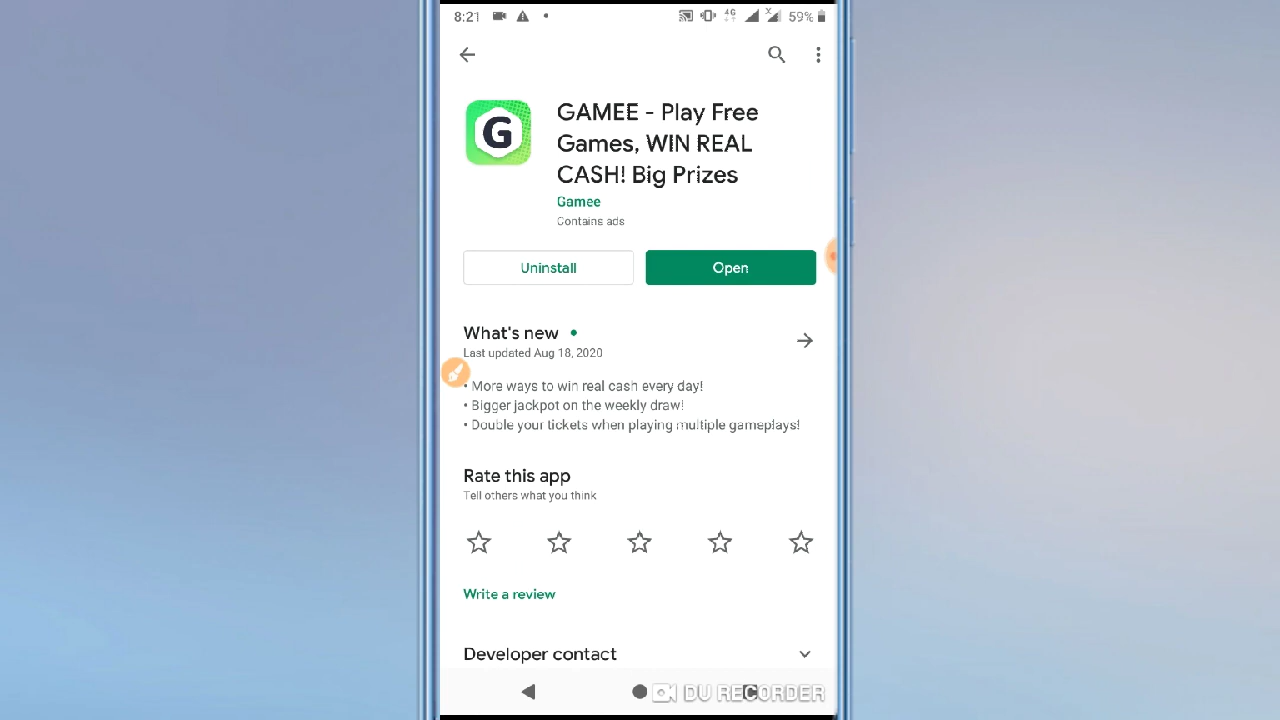 8:21 4G x 59%
G
GAMEE - Play Free
Games, WIN REAL
CASH! Big Prizes
Gamee
Contains ads
Uninstall Open
What's new
Last updated Aug 18, 2020
• More ways to win real cash every day!
• Bigger jackpot on the weekly draw!
• Double your tickets when playing multiple gameplays!
Rate this app
Tell others what you think
Write a review
Developer contact
DU RECORDER